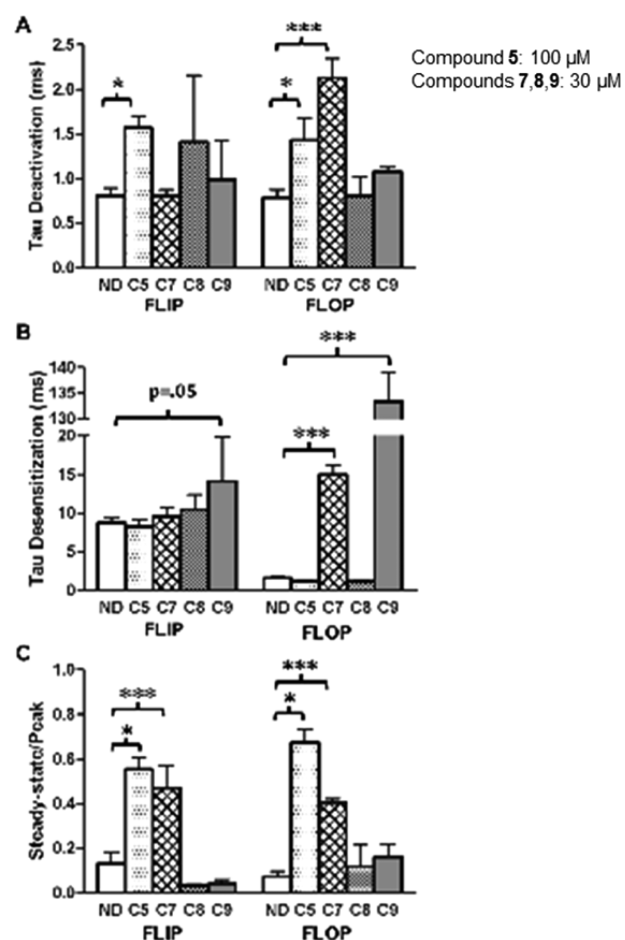 A
Compound 5: 100 µM
Compounds 7,8,9: 30 µM
Tau Deactivation (ms)
2.5
2.0
1.5
1.0
0.5
0.0
*
***
*
ND C5 C7 C8 C9 ND C5 C7 C8 C9
FLIP FLOP
B
Tau Desensitization (ms)
140
135
130
20
15
10
5
0
p=.05
***
***
ND C5 C7 C8 C9 ND C5 C7 C8 C9
FLIP FLOP
C
Steady-state/Peak
1.0
0.8
0.6
0.4
0.2
0.0
***
*
***
*
ND C5 C7 C8 C9 ND C5 C7 C8 C9
FLIP FLOP